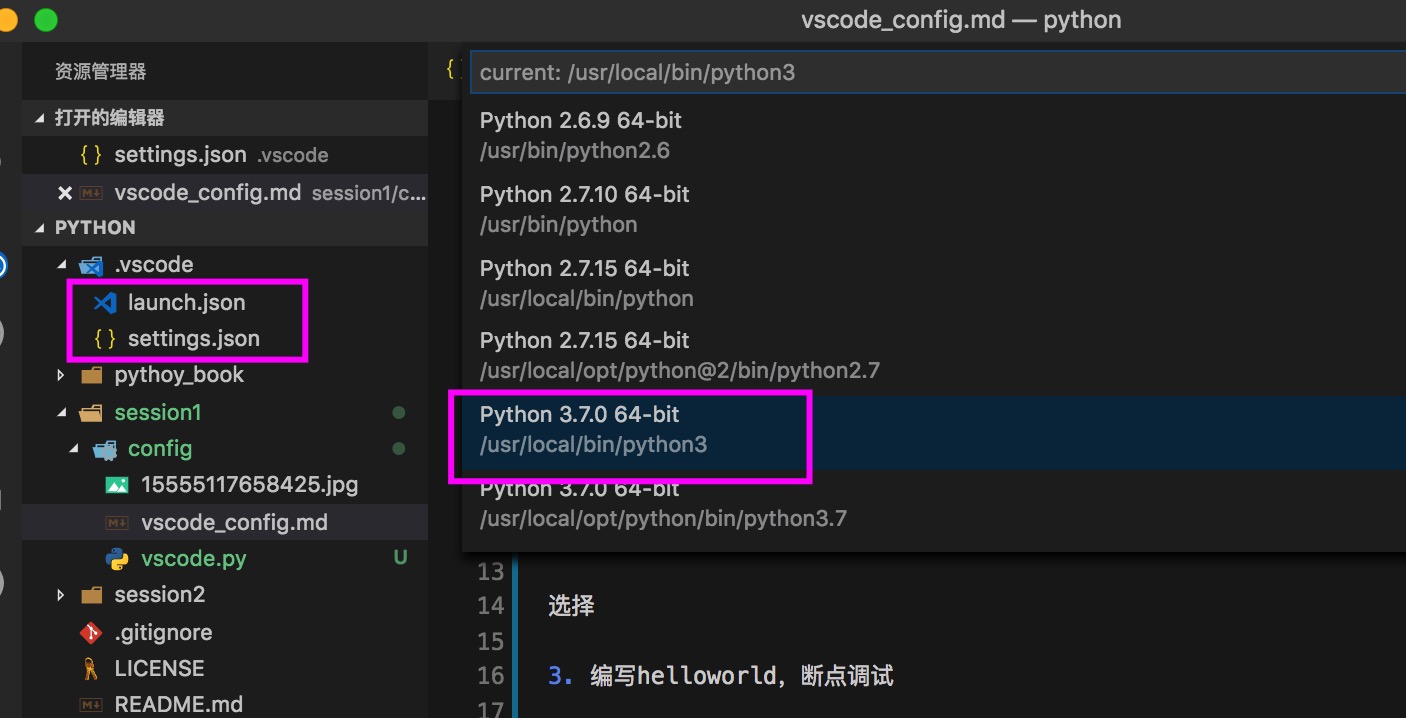 vscode_config.md — python
资源管理器
打开的编辑器
{ } settings.json .vscode
vscode_config.md session1/c...
PYTHON
.vscode
launch.json
{ } settings.json
pythoy_book
session1
config
15555117658425.jpg
vscode_config.md
vscode.py U
session2
.gitignore
LICENSE
README.md
current: /usr/local/bin/python3
Python 2.6.9 64-bit
/usr/bin/python2.6
Python 2.7.10 64-bit
/usr/bin/python
Python 2.7.15 64-bit
/usr/local/bin/python
Python 2.7.15 64-bit
/usr/local/opt/python@2/bin/python2.7
Python 3.7.0 64-bit
/usr/local/bin/python3
Python 3.7.0 64-bit
/usr/local/opt/python/bin/python3.7
13
14 选择
15
16 3. 编写helloworld，断点调试
17